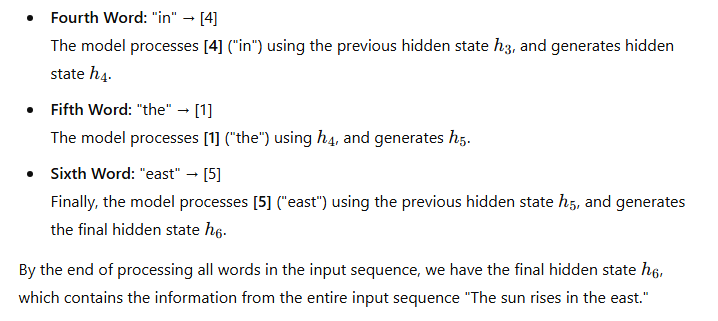 • Fourth Word: "in" → [4]
The model processes [4] ("in") using the previous hidden state h₃, and generates hidden
state h₄.
• Fifth Word: "the" → [1]
The model processes [1] ("the") using h₄, and generates h₅.
• Sixth Word: "east" → [5]
Finally, the model processes [5] ("east") using the previous hidden state h₅, and generates
the final hidden state h₆.
By the end of processing all words in the input sequence, we have the final hidden state h₆,
which contains the information from the entire input sequence "The sun rises in the east."